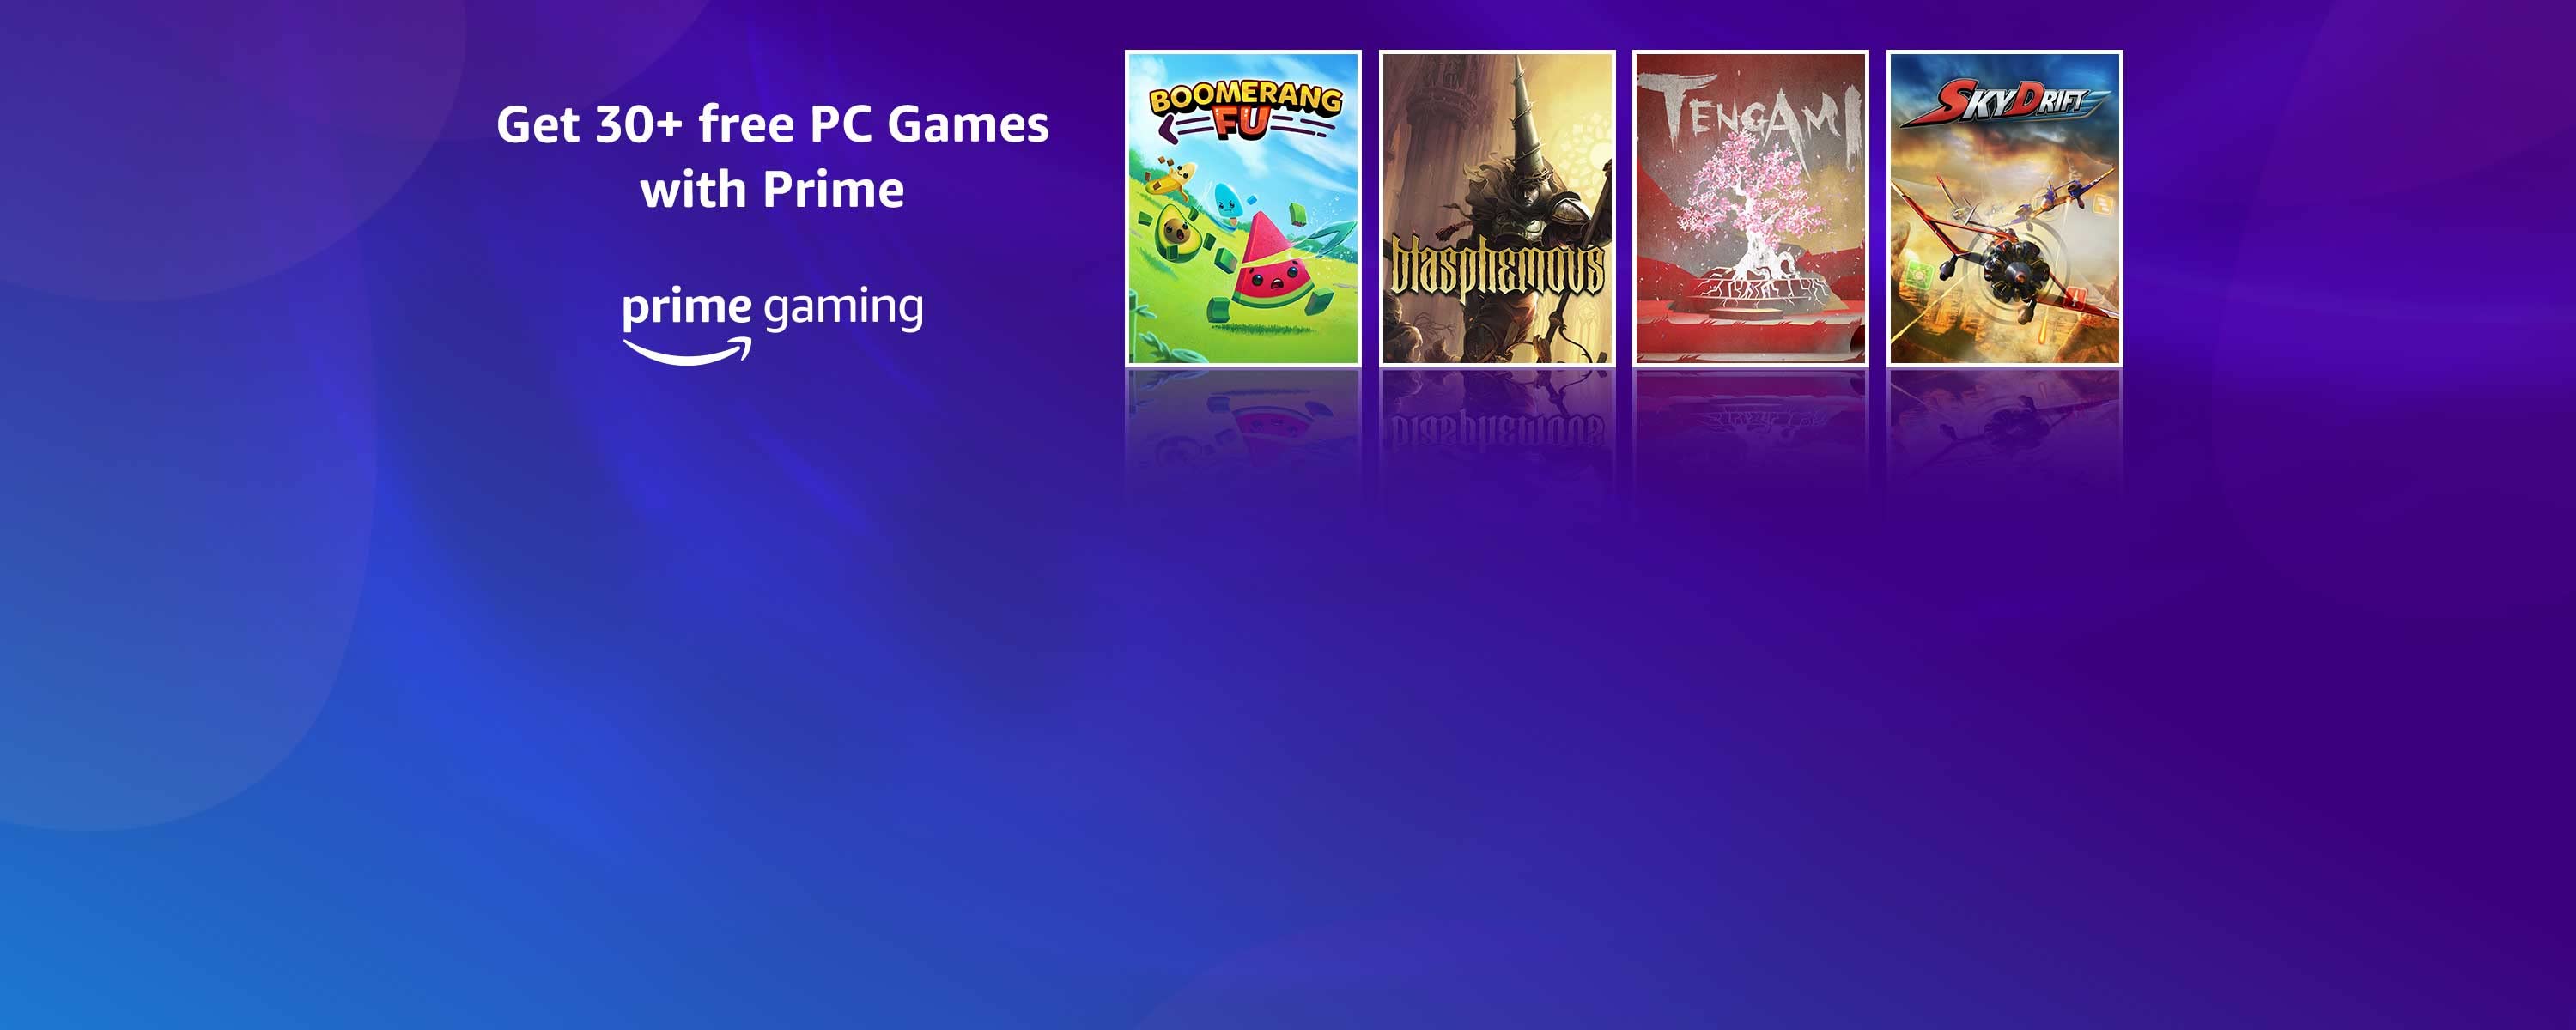 Get 30+ free PC Games
with Prime
prime gaming
BOOMERANG
FU
blasphemous
TENGAMI
SKYDRIFT